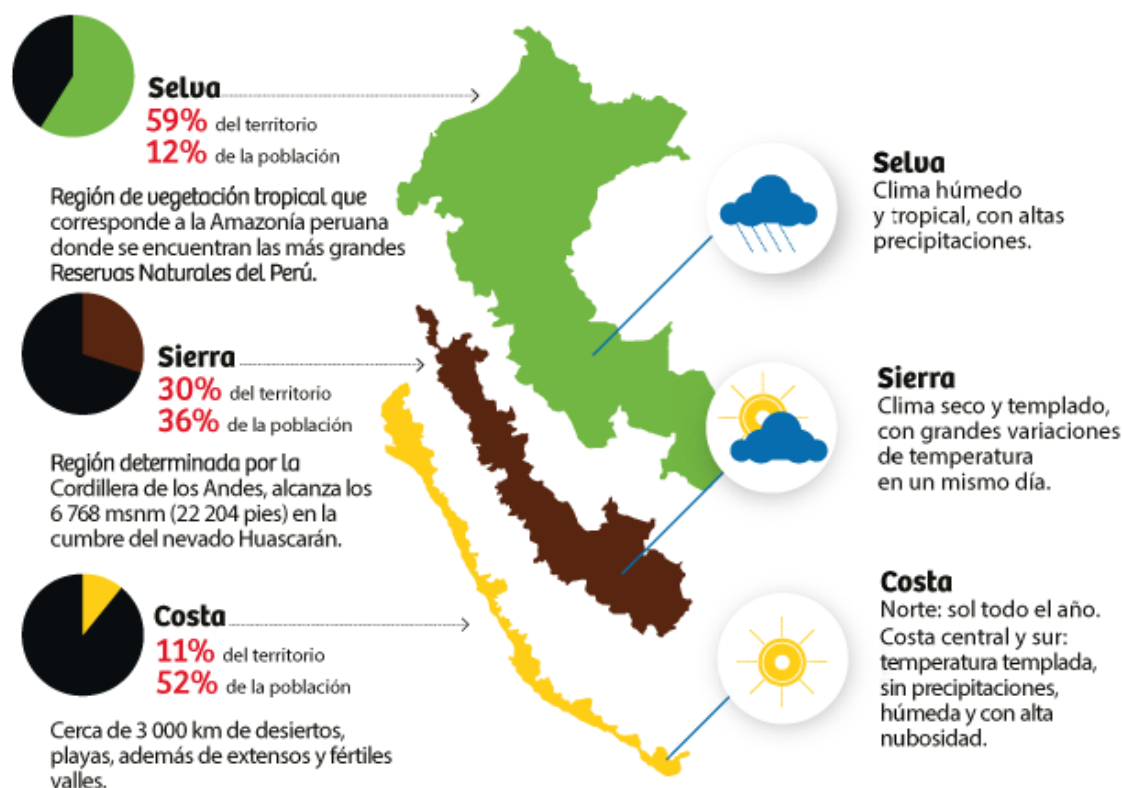 Selva
59% del territorio
12% de la población
Región de vegetación tropical que
corresponde a la Amazonía peruana
donde se encuentran las más grandes
Reservas Naturales del Perú.
Sierra
30% del territorio
36% de la población
Región determinada por la
Cordillera de los Andes, alcanza los
6 768 msnm (22 204 pies) en la
cumbre del nevado Huascarán.
Costa
11% del territorio
52% de la población
Cerca de 3 000 km de desiertos,
playas, además de extensos y fértiles
valles.
Selva
Clima húmedo
y tropical, con altas
precipitaciones.
Sierra
Clima seco y templado,
con grandes variaciones
de temperatura
en un mismo día.
Costa
Norte: sol todo el año.
Costa central y sur:
temperatura templada,
sin precipitaciones,
húmeda y con alta
nubosidad.